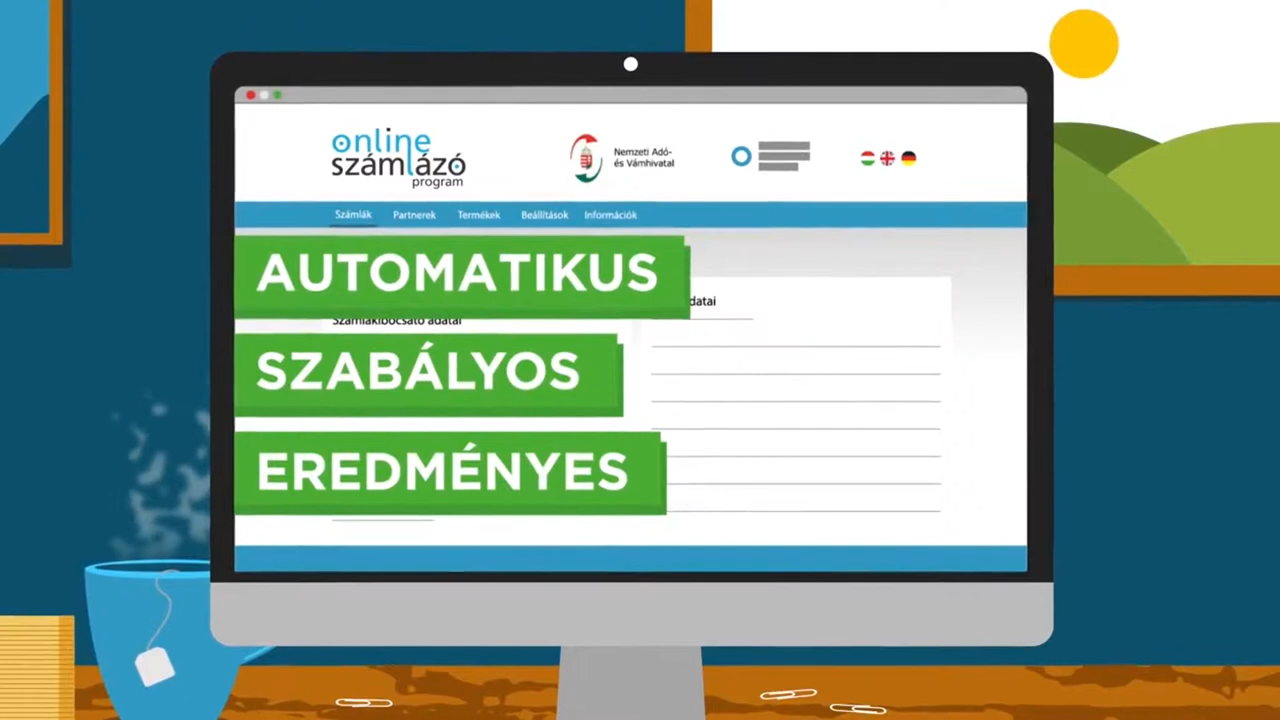 online
számlázó
program
Nemzeti Adó-
és Vámhivatal
Számlák Partnerek Termékek Beállítások Információk
AUTOMATIKUS
datai
Számlakibocsátó adatai
SZABÁLYOS
EREDMÉNYES